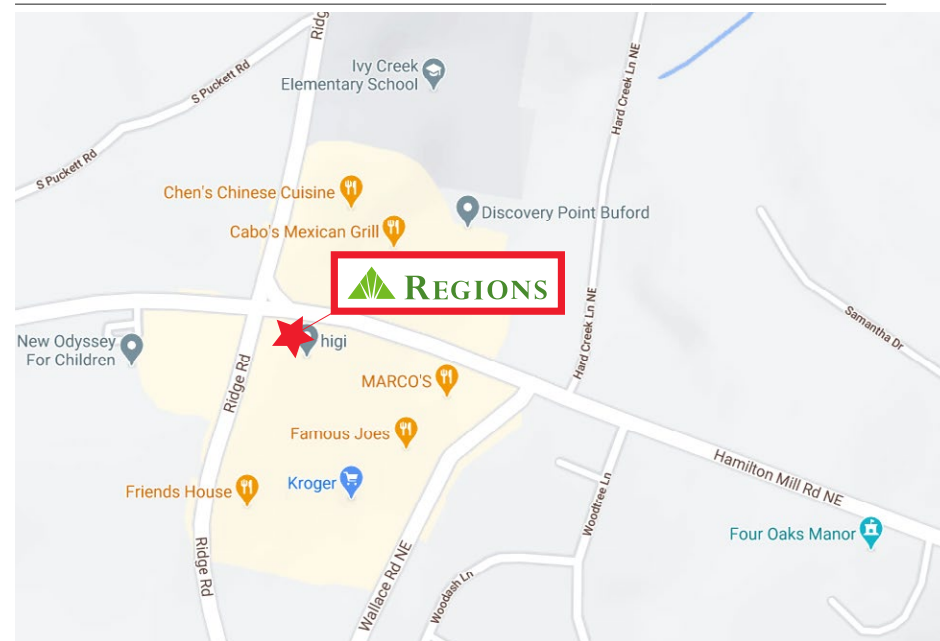 Ridg
Ivy Creek
Elementary School
Hard Creek Ln NE
S Puckett Rd
S Puckett Rd
Chen's Chinese Cuisine
Discovery Point Buford
Cabo's Mexican Grill
REGIONS
Hard Creek Ln NE
Samantha Dr
New Odyssey
For Children
higi
Ridge Rd
MARCO'S
Famous Joes
Hamilton Mill Rd NE
Kroger
Friends House
Woodtree Ln
Four Oaks Manor
Ridge Rd
Wallace Rd NE
Woodash Ln